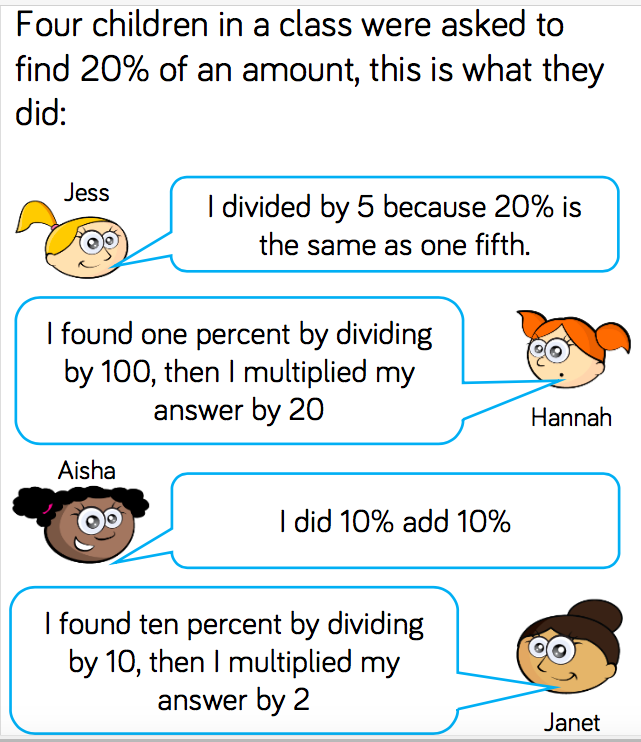 Four children in a class were asked to
find 20% of an amount, this is what they
did:
Jess
I divided by 5 because 20% is
the same as one fifth.
I found one percent by dividing
by 100, then I multiplied my
answer by 20
Hannah
Aisha
I did 10% add 10%
I found ten percent by dividing
by 10, then I multiplied my
answer by 2
Janet